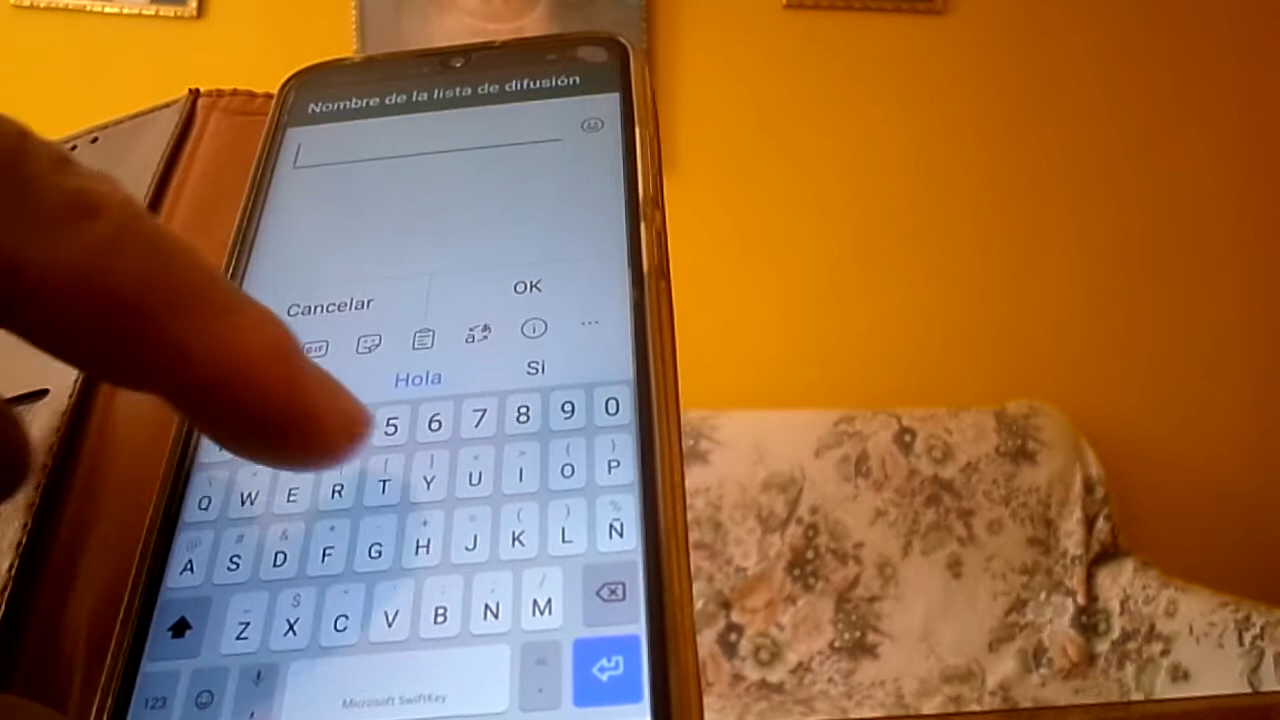 Nombre de la lista de difusión
Cancelar OK
GIF
Hola Si
5 6 7 8 9 0
Q W E R T Y U I O P
A S D F G H J K L Ñ
Z X C V B N M
123 Microsoft SwiftKey .